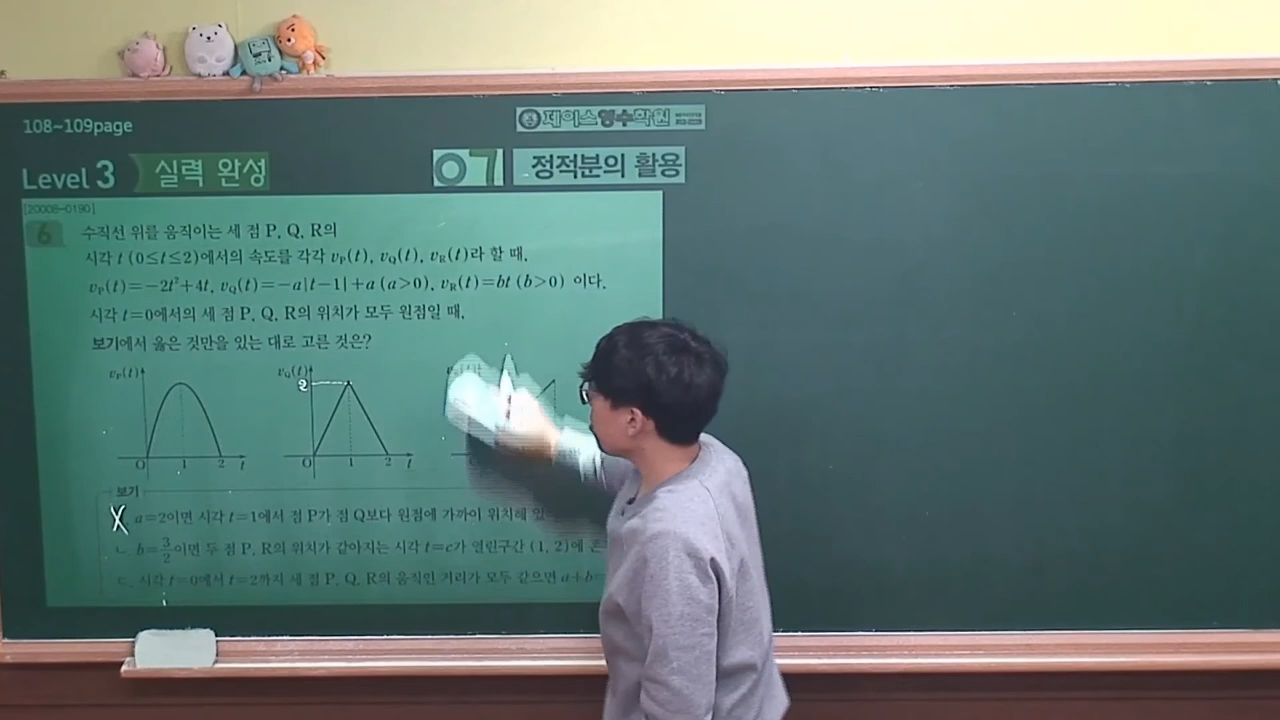 108~109page
제이스영수학원
Level 3 실력 완성
07 정적분의 활용
[20008-0190]
6 수직선 위를 움직이는 세 점 P, Q, R의
시각 t (0≤t≤2)에서의 속도를 각각 v_P(t), v_Q(t), v_R(t)라 할 때,
v_P(t)=-2t²+4t, v_Q(t)=-a|t-1|+a (a>0), v_R(t)=bt (b>0) 이다.
시각 t=0에서의 세 점 P, Q, R의 위치가 모두 원점일 때,
보기에서 옳은 것만을 있는 대로 고른 것은?
v_P(t) v_Q(t)
2
O 1 2 t O 1 2 t
보기
X a=2이면 시각 t=1에서 점 P가 점 Q보다 원점에 가까이 위치해 있
ㄴ. b=3/2이면 두 점 P, R의 위치가 같아지는 시각 t=c가 열린구간 (1, 2)에 존
ㄷ. 시각 t=0에서 t=2까지 세 점 P, Q, R의 움직인 거리가 모두 같으면 a+b=